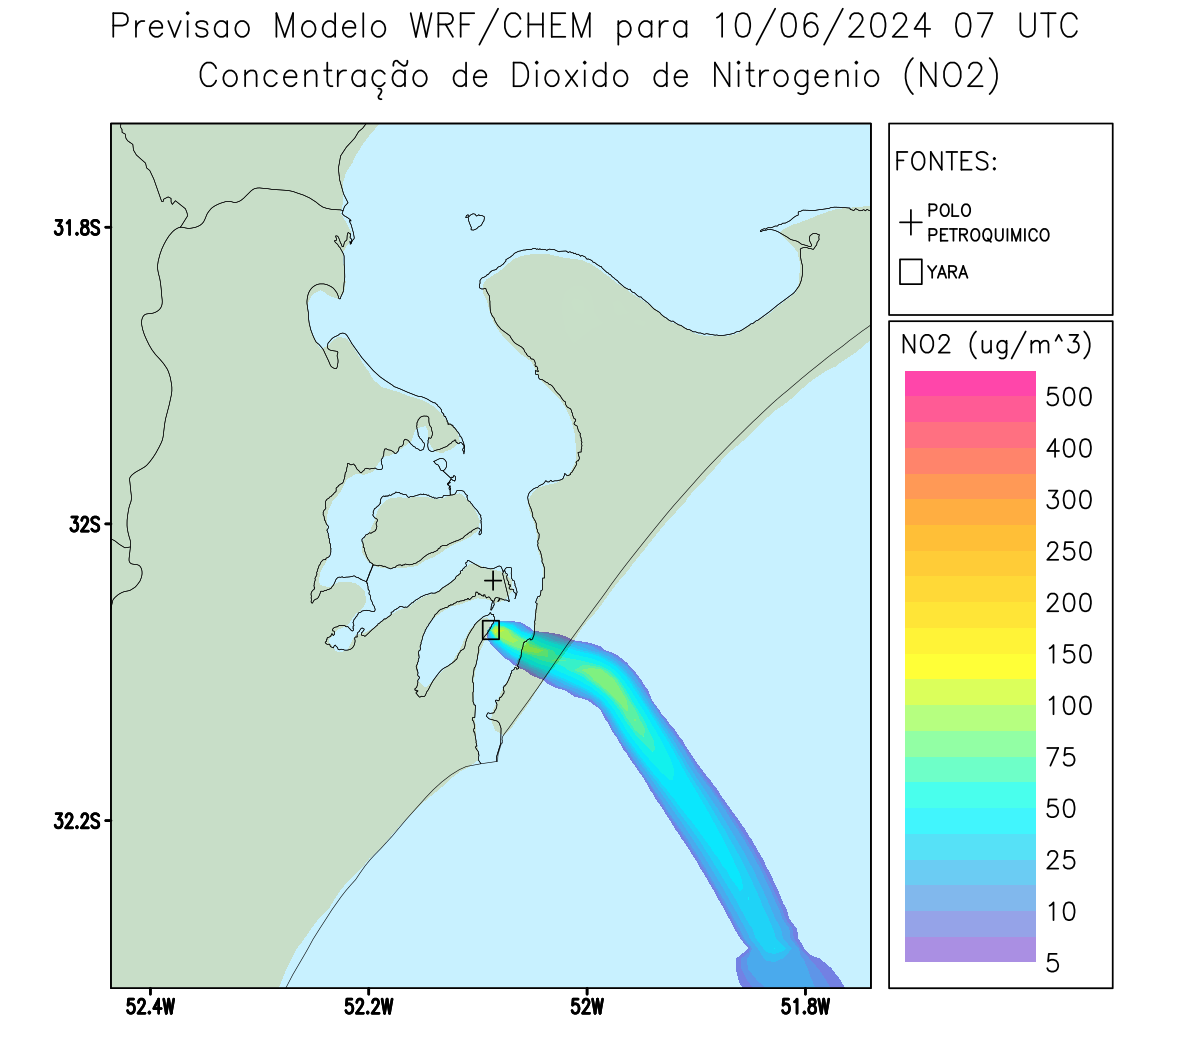 Previsao Modelo WRF/CHEM para 10/06/2024 07 UTC
Concentração de Dioxido de Nitrogenio (NO2)
FONTES:
POLO
PETROQUIMICO
YARA
NO2 (ug/m^3)
500
400
300
250
200
150
100
75
50
25
10
5
31.8S
32S
32.2S
52.4W 52.2W 52W 51.8W